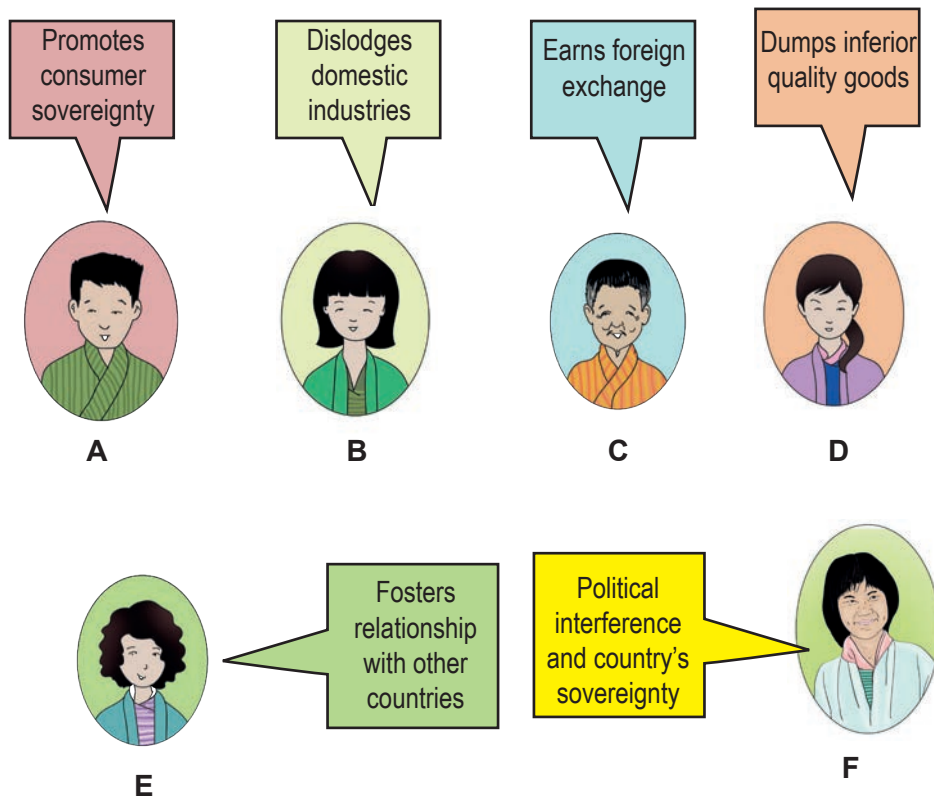 Promotes
consumer
sovereignty
Dislodges
domestic
industries
Earns foreign
exchange
Dumps inferior
quality goods
A
B
C
D
Fosters
relationship
with other
countries
Political
interference
and country's
sovereignty
E
F